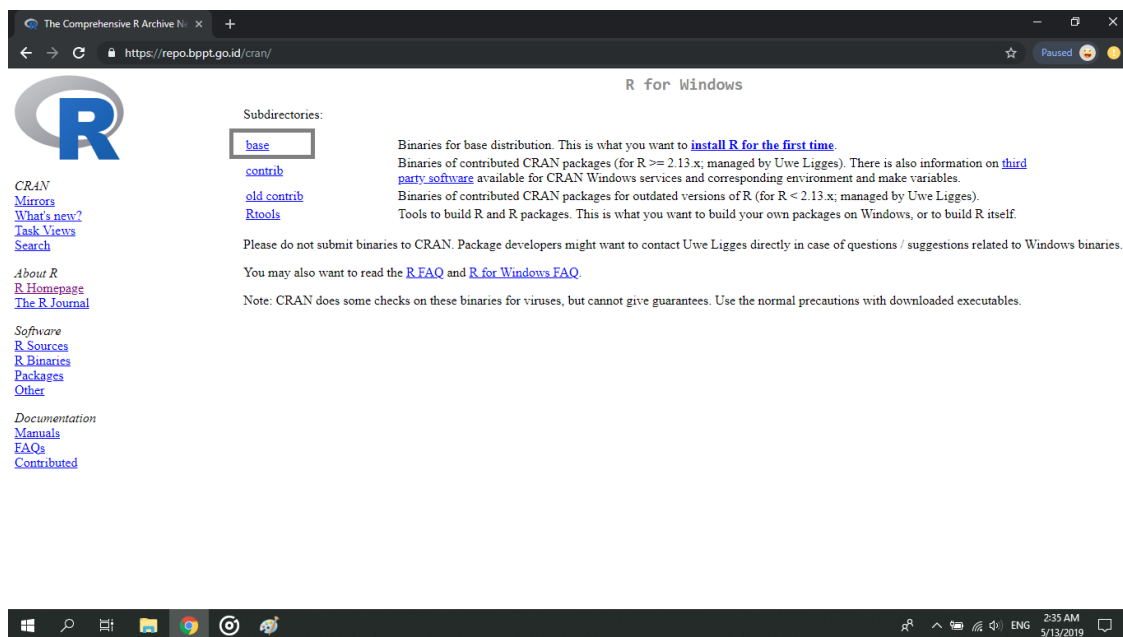 The Comprehensive R Archive Ne
https://repo.bppt.go.id/cran/
Paused
R
R for Windows
Subdirectories:
base Binaries for base distribution. This is what you want to install R for the first time.
contrib Binaries of contributed CRAN packages (for R >= 2.13.x; managed by Uwe Ligges). There is also information on third
party software available for CRAN Windows services and corresponding environment and make variables.
old contrib Binaries of contributed CRAN packages for outdated versions of R (for R < 2.13.x; managed by Uwe Ligges).
Rtools Tools to build R and R packages. This is what you want to build your own packages on Windows, or to build R itself.
Please do not submit binaries to CRAN. Package developers might want to contact Uwe Ligges directly in case of questions / suggestions related to Windows binaries.
You may also want to read the R FAQ and R for Windows FAQ.
Note: CRAN does some checks on these binaries for viruses, but cannot give guarantees. Use the normal precautions with downloaded executables.
CRAN
Mirrors
What's new?
Task Views
Search
About R
R Homepage
The R Journal
Software
R Sources
R Binaries
Packages
Other
Documentation
Manuals
FAQs
Contributed
ENG
2:35 AM
5/13/2019